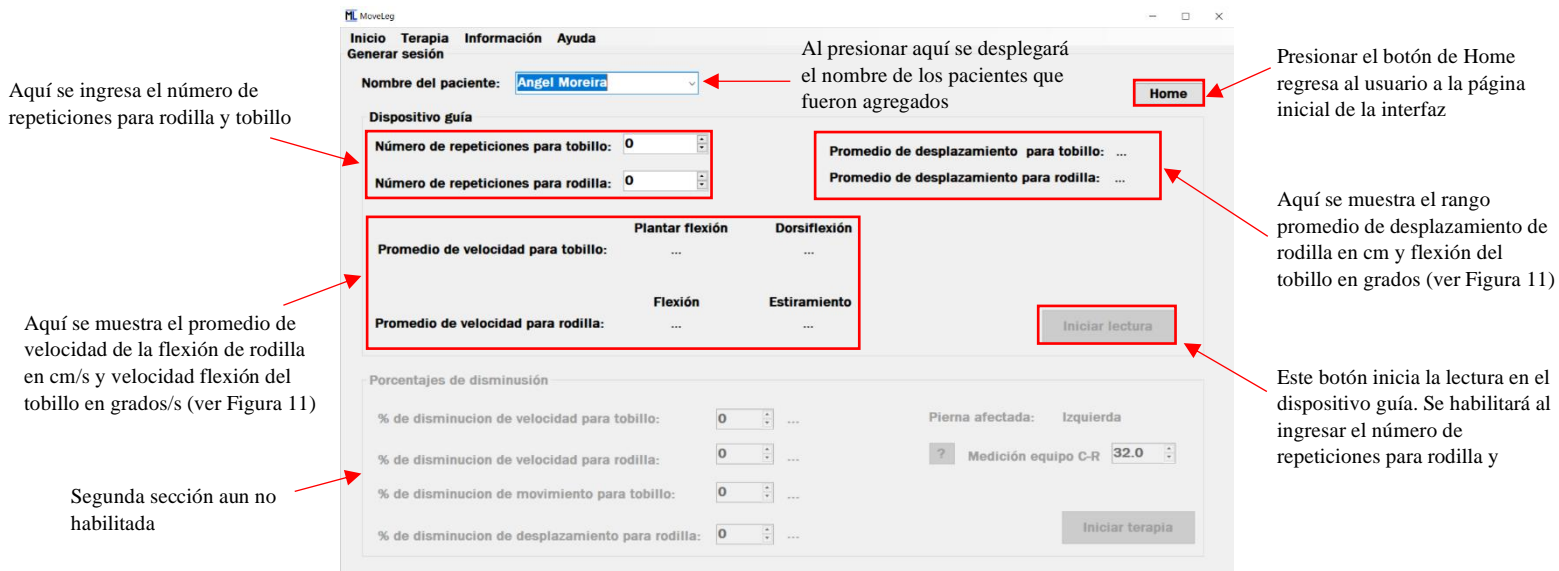 MoveLeg
Inicio Terapia Información Ayuda
Generar sesión
Nombre del paciente: Angel Moreira
Al presionar aquí se desplegará
el nombre de los pacientes que
fueron agregados
Home
Presionar el botón de Home
regresa al usuario a la página
inicial de la interfaz
Aquí se ingresa el número de
repeticiones para rodilla y tobillo
Dispositivo guía
Número de repeticiones para tobillo: 0
Número de repeticiones para rodilla: 0
Promedio de desplazamiento para tobillo: ...
Promedio de desplazamiento para rodilla: ...
Aquí se muestra el rango
promedio de desplazamiento de
rodilla en cm y flexión del
tobillo en grados (ver Figura 11)
Plantar flexión Dorsiflexión
Promedio de velocidad para tobillo: ... ...
Flexión Estiramiento
Promedio de velocidad para rodilla: ... ...
Aquí se muestra el promedio de
velocidad de la flexión de rodilla
en cm/s y velocidad flexión del
tobillo en grados/s (ver Figura 11)
Iniciar lectura
Este botón inicia la lectura en el
dispositivo guía. Se habilitará al
ingresar el número de
repeticiones para rodilla y
Porcentajes de disminusión
% de disminucion de velocidad para tobillo: 0 ...
% de disminucion de velocidad para rodilla: 0 ...
% de disminucion de movimiento para tobillo: 0 ...
% de disminucion de desplazamiento para rodilla: 0 ...
Pierna afectada: Izquierda
? Medición equipo C-R 32.0
Iniciar terapia
Segunda sección aun no
habilitada